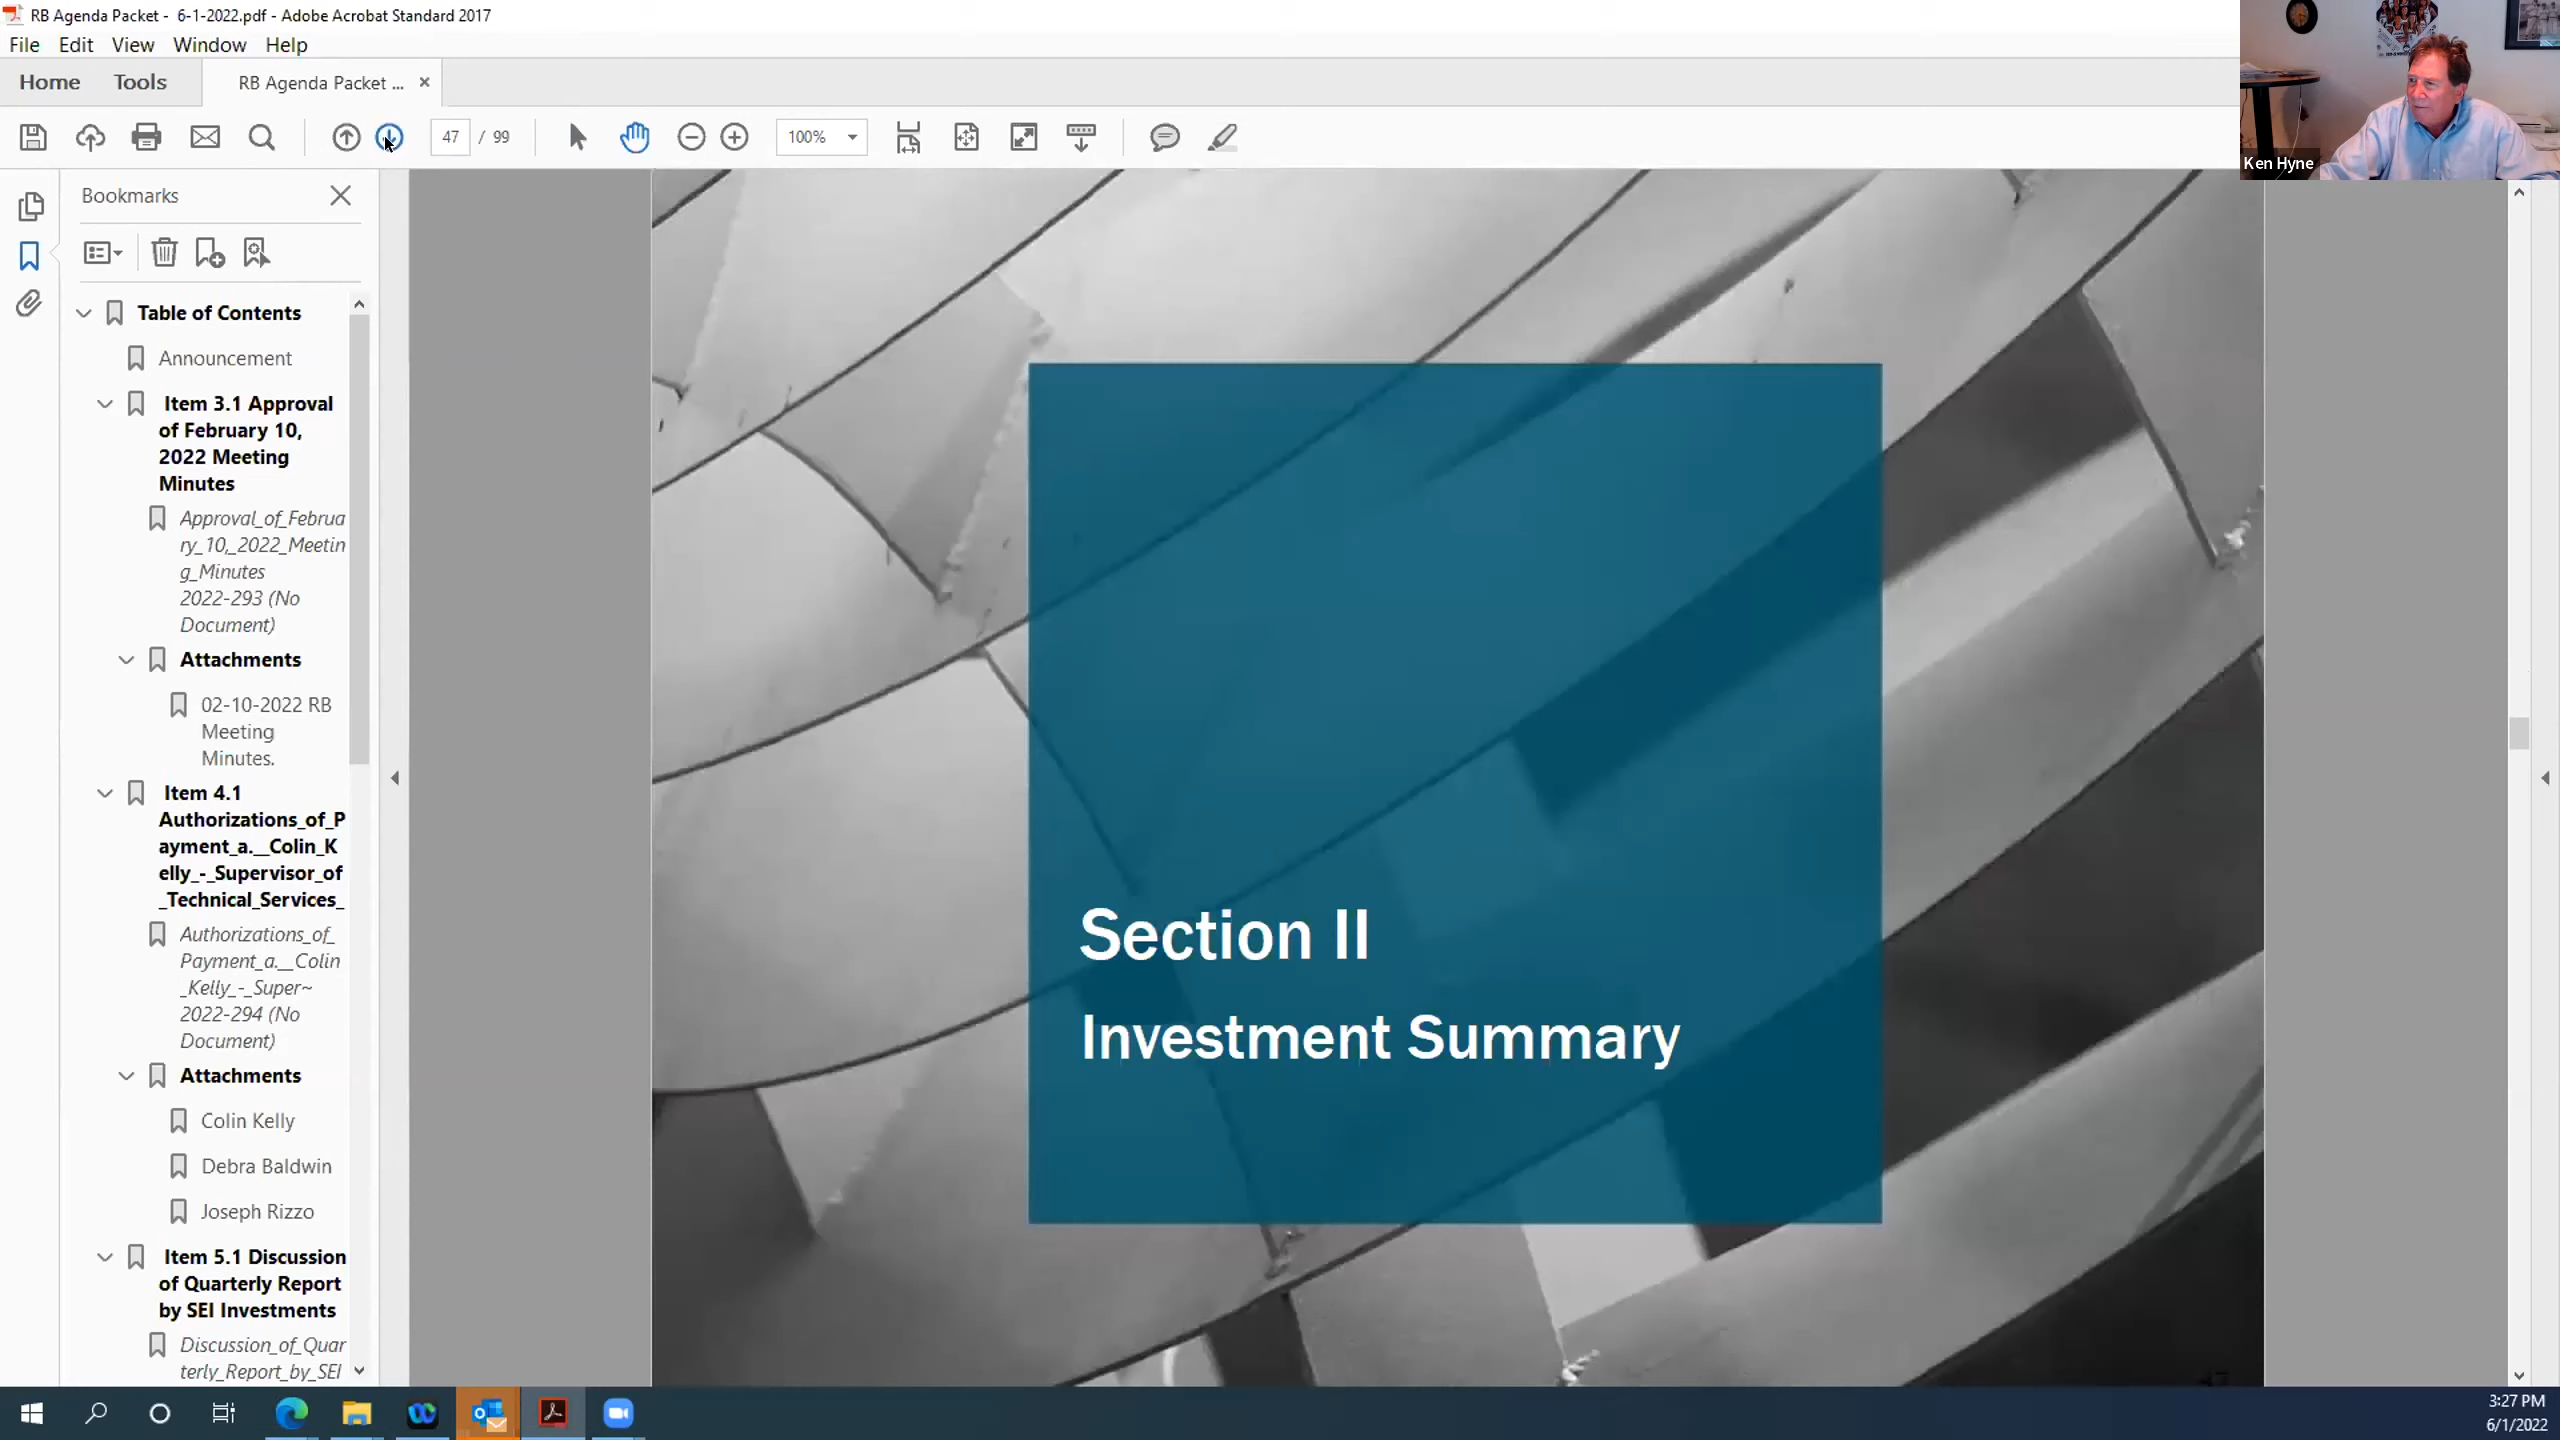 RB Agenda Packet - 6-1-2022.pdf - Adobe Acrobat Standard 2017
File Edit View Window Help
Home Tools RB Agenda Packet ...
47 / 99 100%
Ken Hyne
Bookmarks
Table of Contents
Announcement
Item 3.1 Approval
of February 10,
2022 Meeting
Minutes
Approval_of_Februa
ry_10,_2022_Meetin
g_Minutes
2022-293 (No
Document)
Attachments
02-10-2022 RB
Meeting
Minutes.
Item 4.1
Authorizations_of_P
ayment_a.__Colin_K
elly_-_Supervisor_of
_Technical_Services_
Authorizations_of_
Payment_a.__Colin
_Kelly_-_Super~
2022-294 (No
Document)
Attachments
Colin Kelly
Debra Baldwin
Joseph Rizzo
Item 5.1 Discussion
of Quarterly Report
by SEI Investments
Discussion_of_Quar
terly_Report_by_SEI
Section II
Investment Summary
3:27 PM
6/1/2022